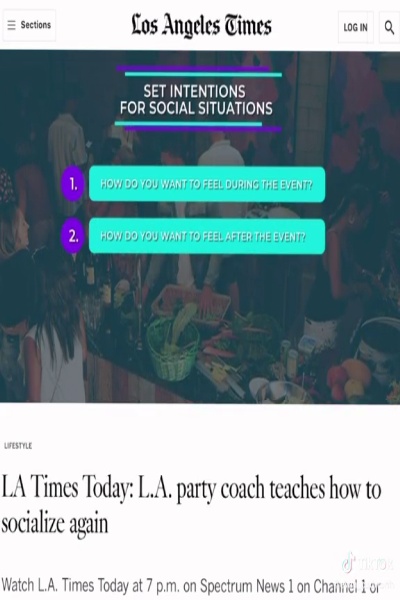 Sections
Los Angeles Times
LOG IN
SET INTENTIONS
FOR SOCIAL SITUATIONS
1. HOW DO YOU WANT TO FEEL DURING THE EVENT?
2. HOW DO YOU WANT TO FEEL AFTER THE EVENT?
LIFESTYLE
LA Times Today: L.A. party coach teaches how to
socialize again
Watch L.A. Times Today at 7 p.m. on Spectrum News 1 on Channel 1 or